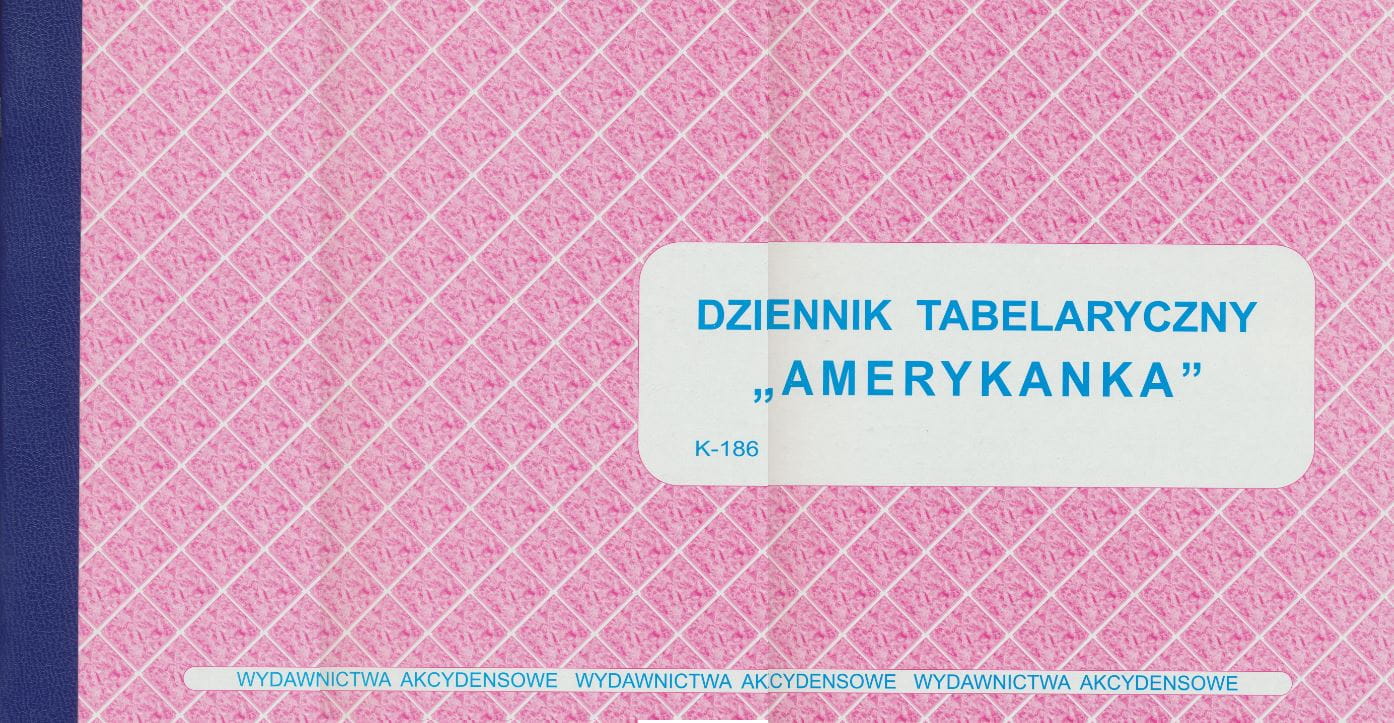 DZIENNIK TABELARYCZNY
„AMERYKANKA”
K-186
WYDAWNICTWA AKCYDENSOWE WYDAWNICTWA AKCYDENSOWE WYDAWNICTWA AKCYDENSOWE